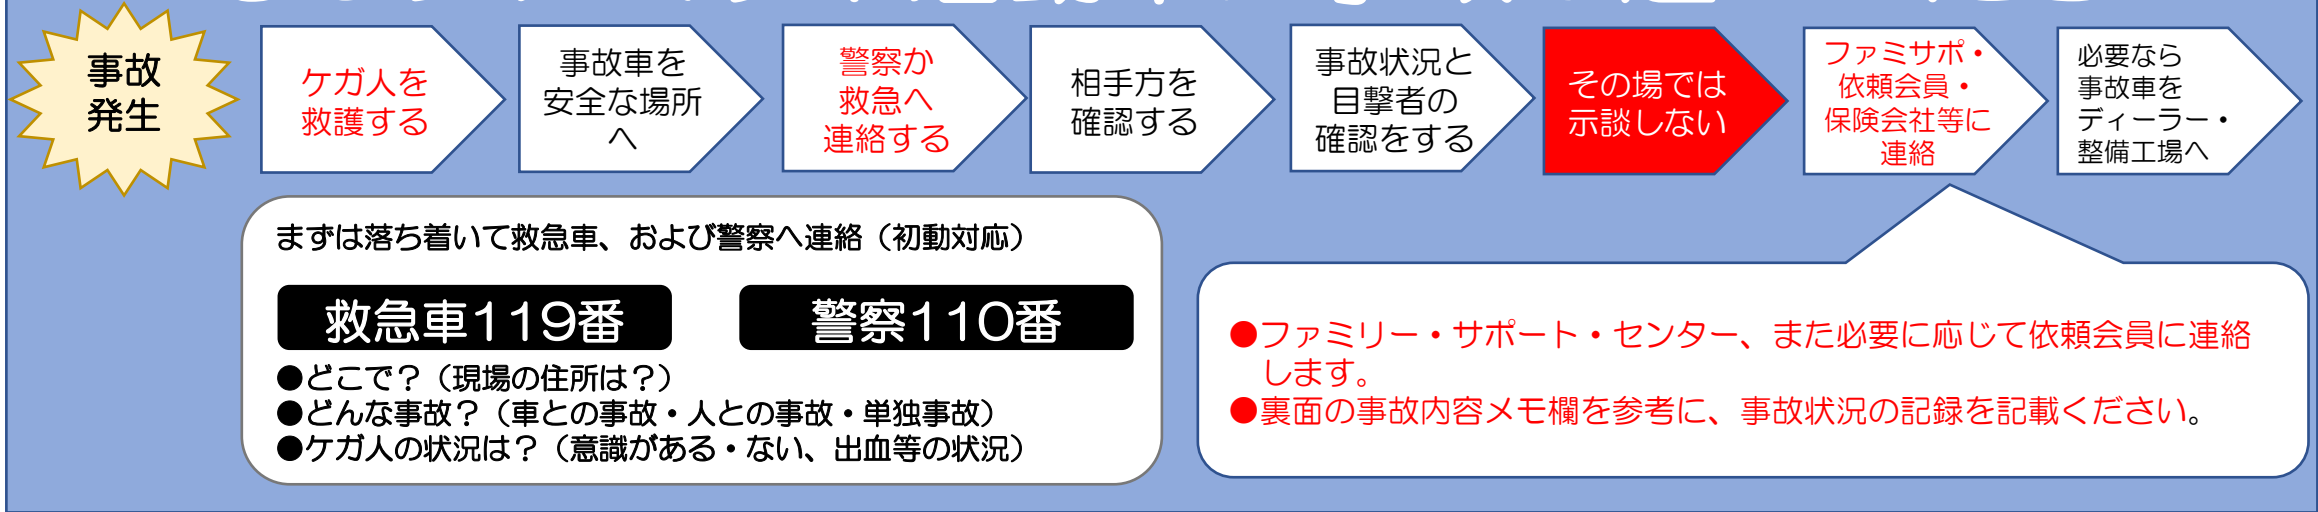 事故
発生
ケガ人を
救護する
事故車を
安全な場所
へ
警察か
救急へ
連絡する
相手方を
確認する
事故状況と
目撃者の
確認をする
その場では
示談しない
ファミサポ・
依頼会員・
保険会社等に
連絡
必要なら
事故車を
ディーラー・
整備工場へ
まずは落ち着いて救急車、および警察へ連絡（初動対応）
救急車119番
警察110番
●どこで？（現場の住所は？）
●どんな事故？（車との事故・人との事故・単独事故）
●ケガ人の状況は？（意識がある・ない、出血等の状況）
●ファミリー・サポート・センター、また必要に応じて依頼会員に連絡
します。
●裏面の事故内容メモ欄を参考に、事故状況の記録を記載ください。